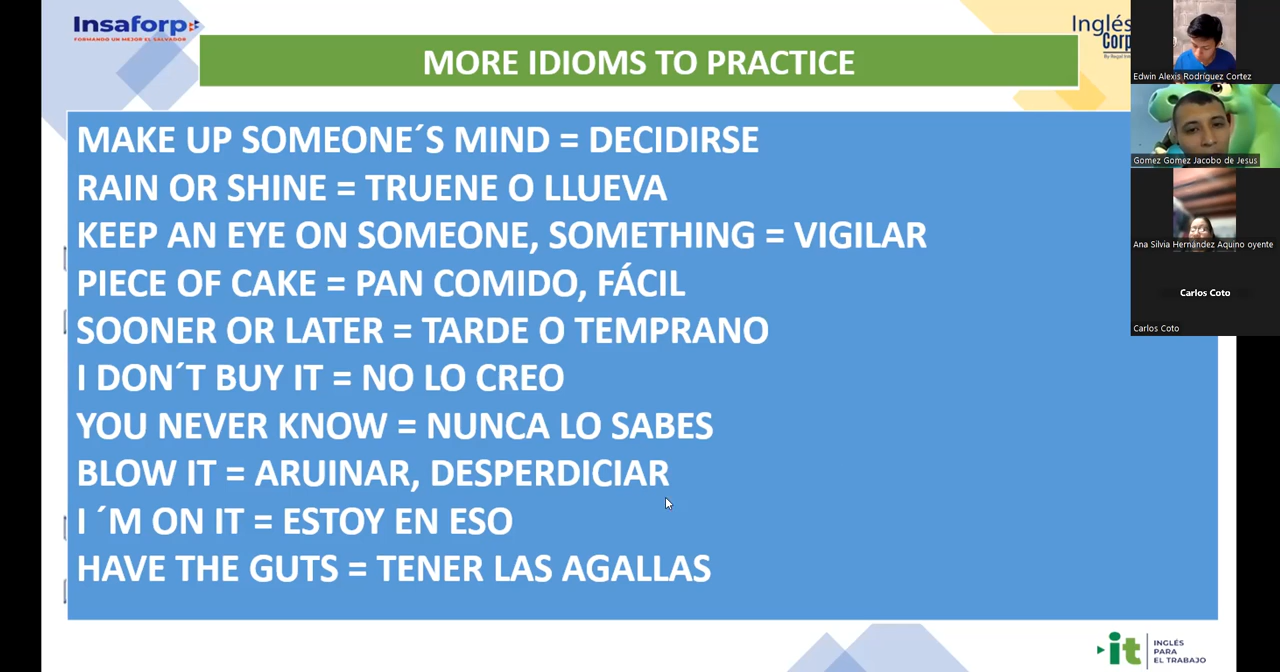 Insaforp
FORMANDO UN MEJOR EL SALVADOR
MORE IDIOMS TO PRACTICE
Inglés
Corp
MAKE UP SOMEONE´S MIND = DECIDIRSE
RAIN OR SHINE = TRUENE O LLUEVA
KEEP AN EYE ON SOMEONE, SOMETHING = VIGILAR
PIECE OF CAKE = PAN COMIDO, FÁCIL
SOONER OR LATER = TARDE O TEMPRANO
I DON´T BUY IT = NO LO CREO
YOU NEVER KNOW = NUNCA LO SABES
BLOW IT = ARUINAR, DESPERDICIAR
I ´M ON IT = ESTOY EN ESO
HAVE THE GUTS = TENER LAS AGALLAS
Edwin Alexis Rodríguez Cortez
Gomez Gomez Jacobo de Jesus
Ana Silvia Hernández Aquino oyente
Carlos Coto
Carlos Coto
it
INGLÉS
PARA
EL TRABAJO